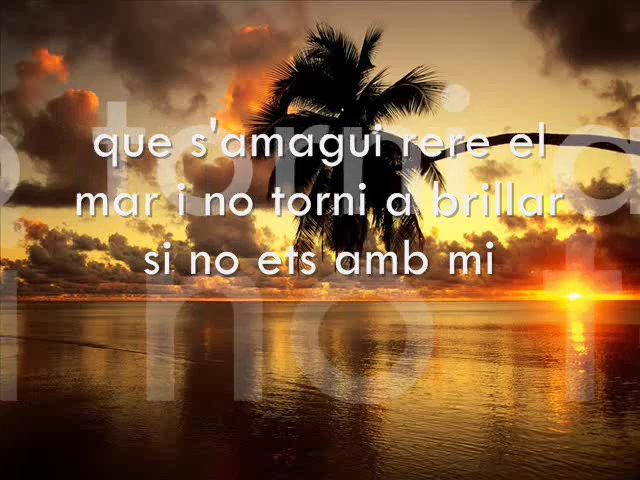 que s'amagui rere el
mar i no torni a brillar
si no ets amb mi